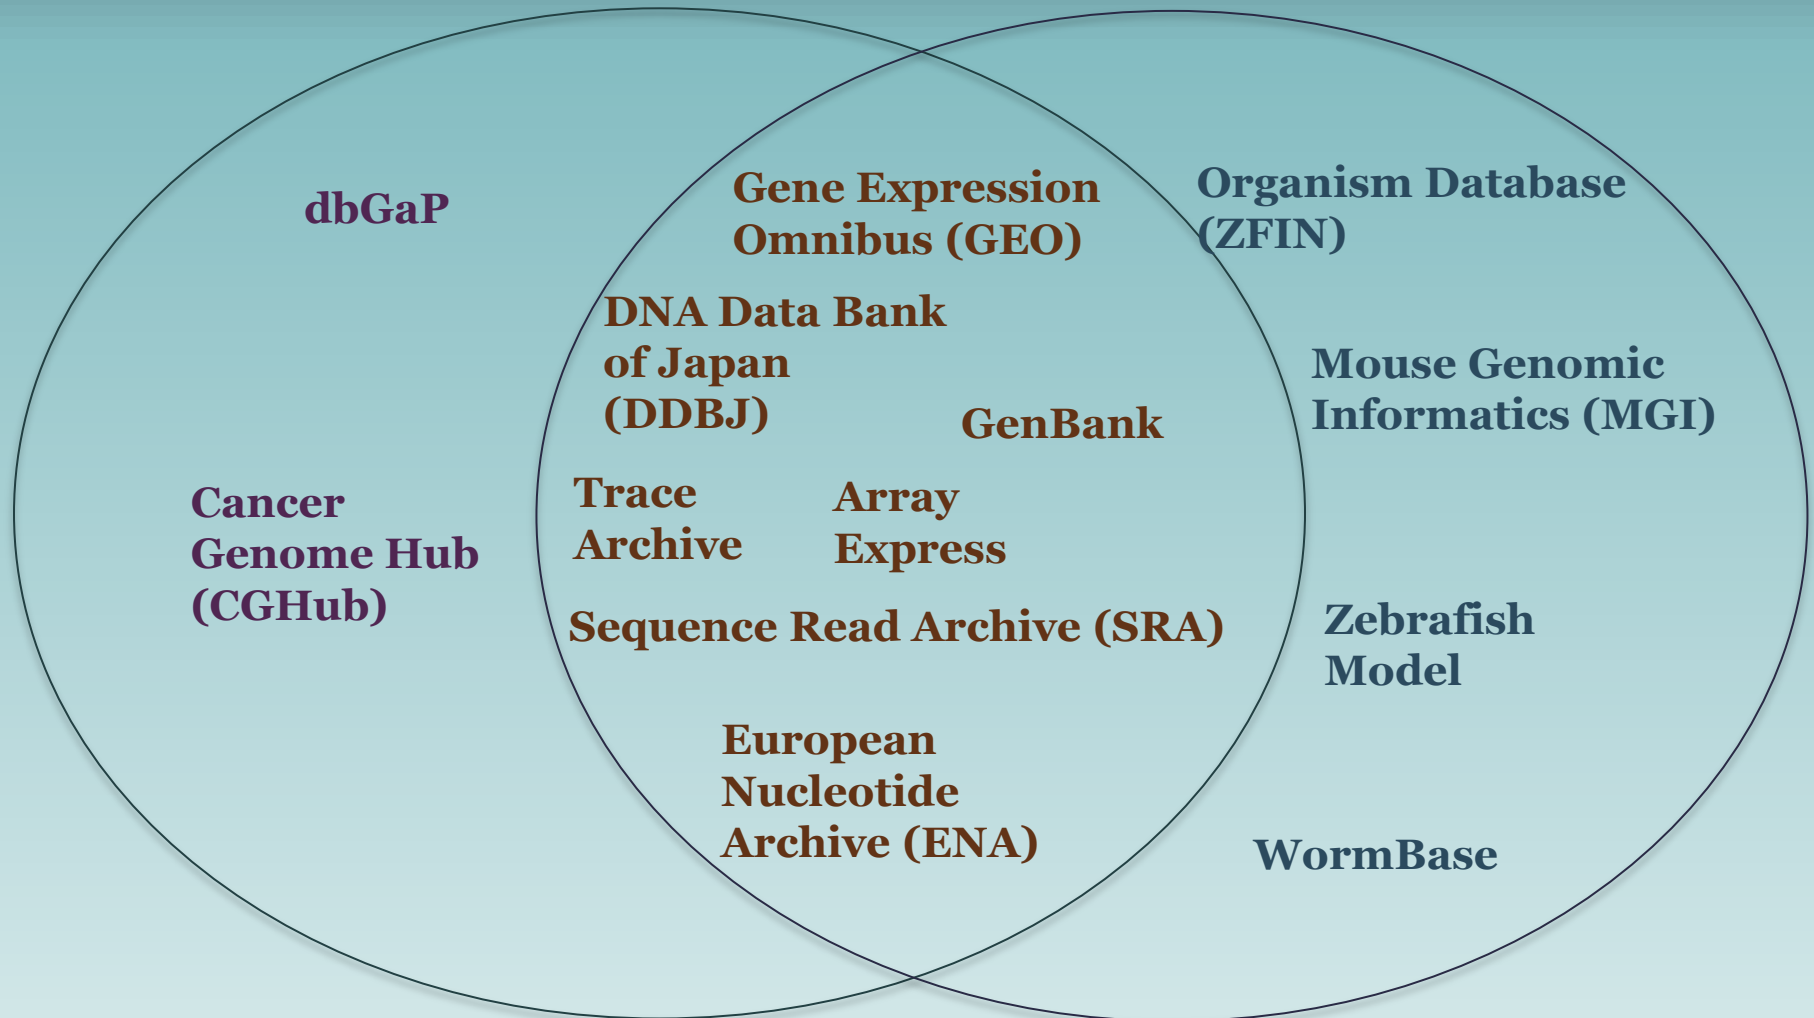 dbGaP
Cancer
Genome Hub
(CGHub)
Gene Expression
Omnibus (GEO)
DNA Data Bank
of Japan
(DDBJ)
GenBank
Trace
Archive
Array
Express
Sequence Read Archive (SRA)
European
Nucleotide
Archive (ENA)
Organism Database
(ZFIN)
Mouse Genomic
Informatics (MGI)
Zebrafish
Model
WormBase